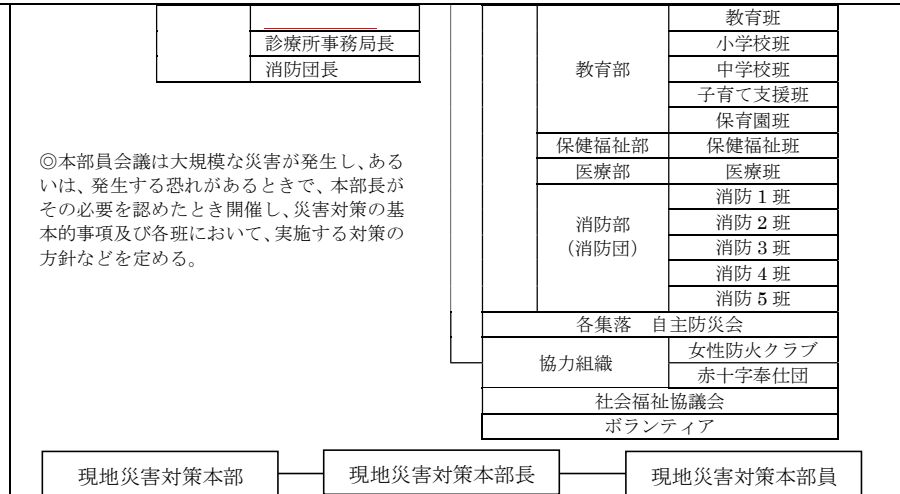 診療所事務局長
消防団長
◎本部員会議は大規模な災害が発生し、ある
いは、発生する恐れがあるときで、本部長が
その必要を認めたとき開催し、災害対策の基
本的事項及び各班において、実施する対策の
方針などを定める。
教育部
教育班
小学校班
中学校班
子育て支援班
保育園班
保健福祉部
保健福祉班
医療部
医療班
消防部
（消防団）
消防 1 班
消防 2 班
消防 3 班
消防 4 班
消防 5 班
各集落　自主防災会
協力組織
女性防火クラブ
赤十字奉仕団
社会福祉協議会
ボランティア
現地災害対策本部
現地災害対策本部長
現地災害対策本部員